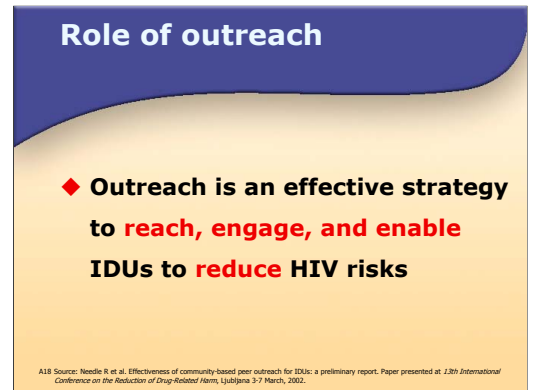 Role of outreach
◆ Outreach is an effective strategy
to reach, engage, and enable
IDUs to reduce HIV risks
A18 Source: Needle R et al. Effectiveness of community-based peer outreach for IDUs: a preliminary report. Paper presented at 13th International
Conference on the Reduction of Drug-Related Harm, Ljubljana 3-7 March, 2002.